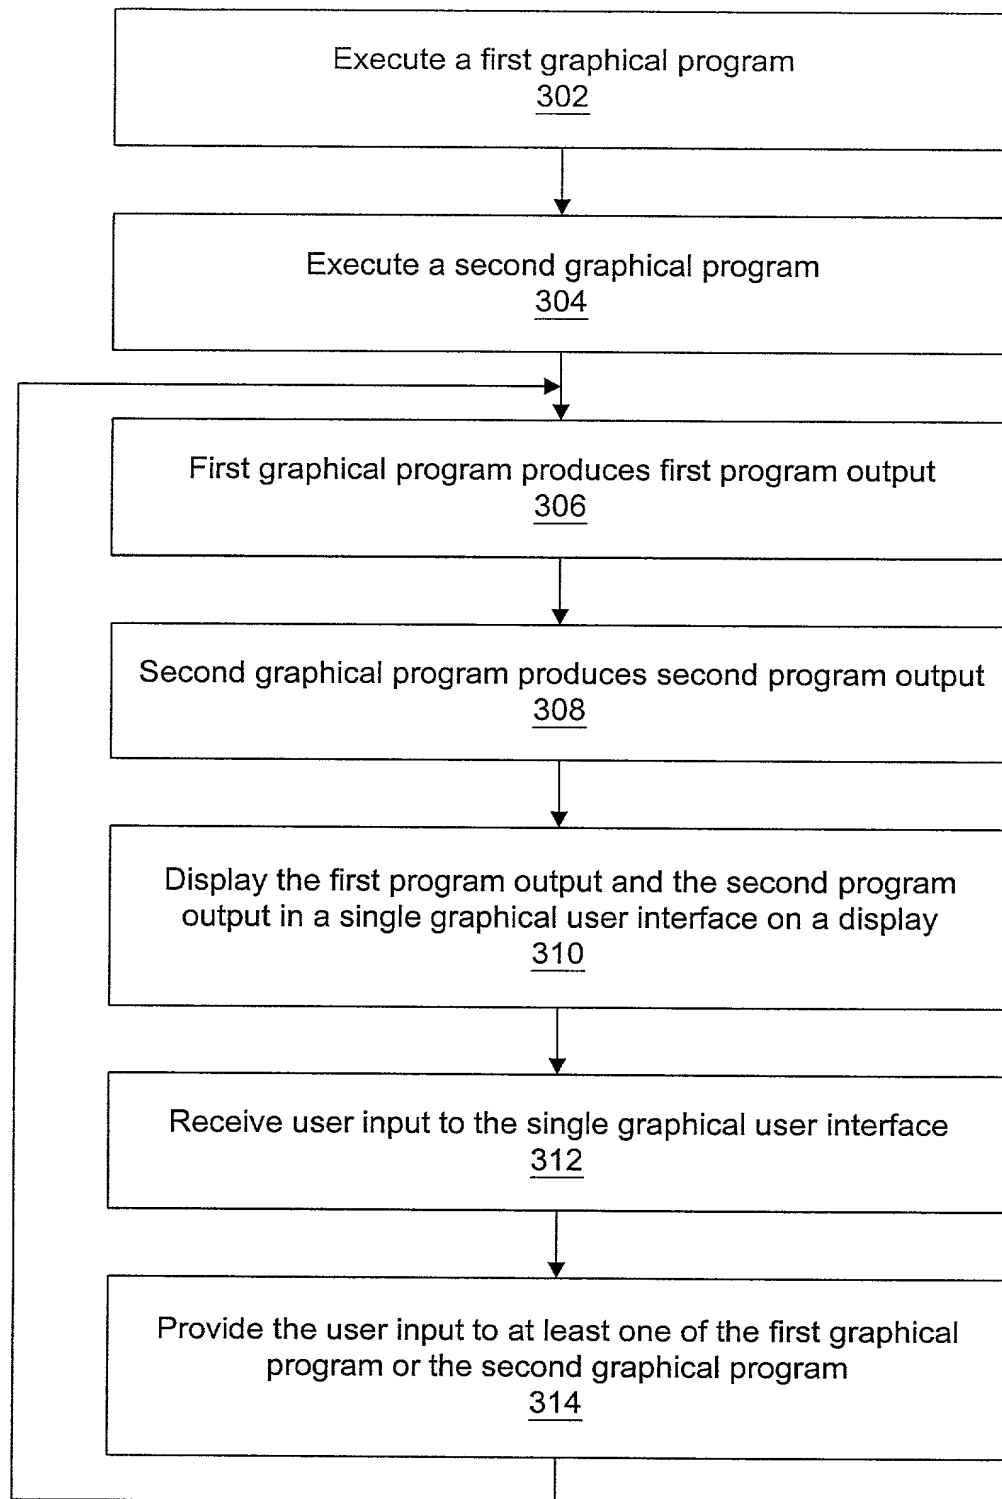 Execute a first graphical program
302
Execute a second graphical program
304
First graphical program produces first program output
306
Second graphical program produces second program output
308
Display the first program output and the second program
output in a single graphical user interface on a display
310
Receive user input to the single graphical user interface
312
Provide the user input to at least one of the first graphical
program or the second graphical program
314